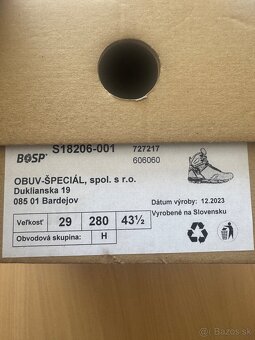 BOSP
S18206-001
727217
606060
OBUV-ŠPECIÁL, spol. s r.o.
Duklianska 19
085 01 Bardejov
Dátum výroby: 12.2023
Vyrobené na Slovensku
Veľkosť 29 280 43½
Obvodová skupina: H
bazos.sk